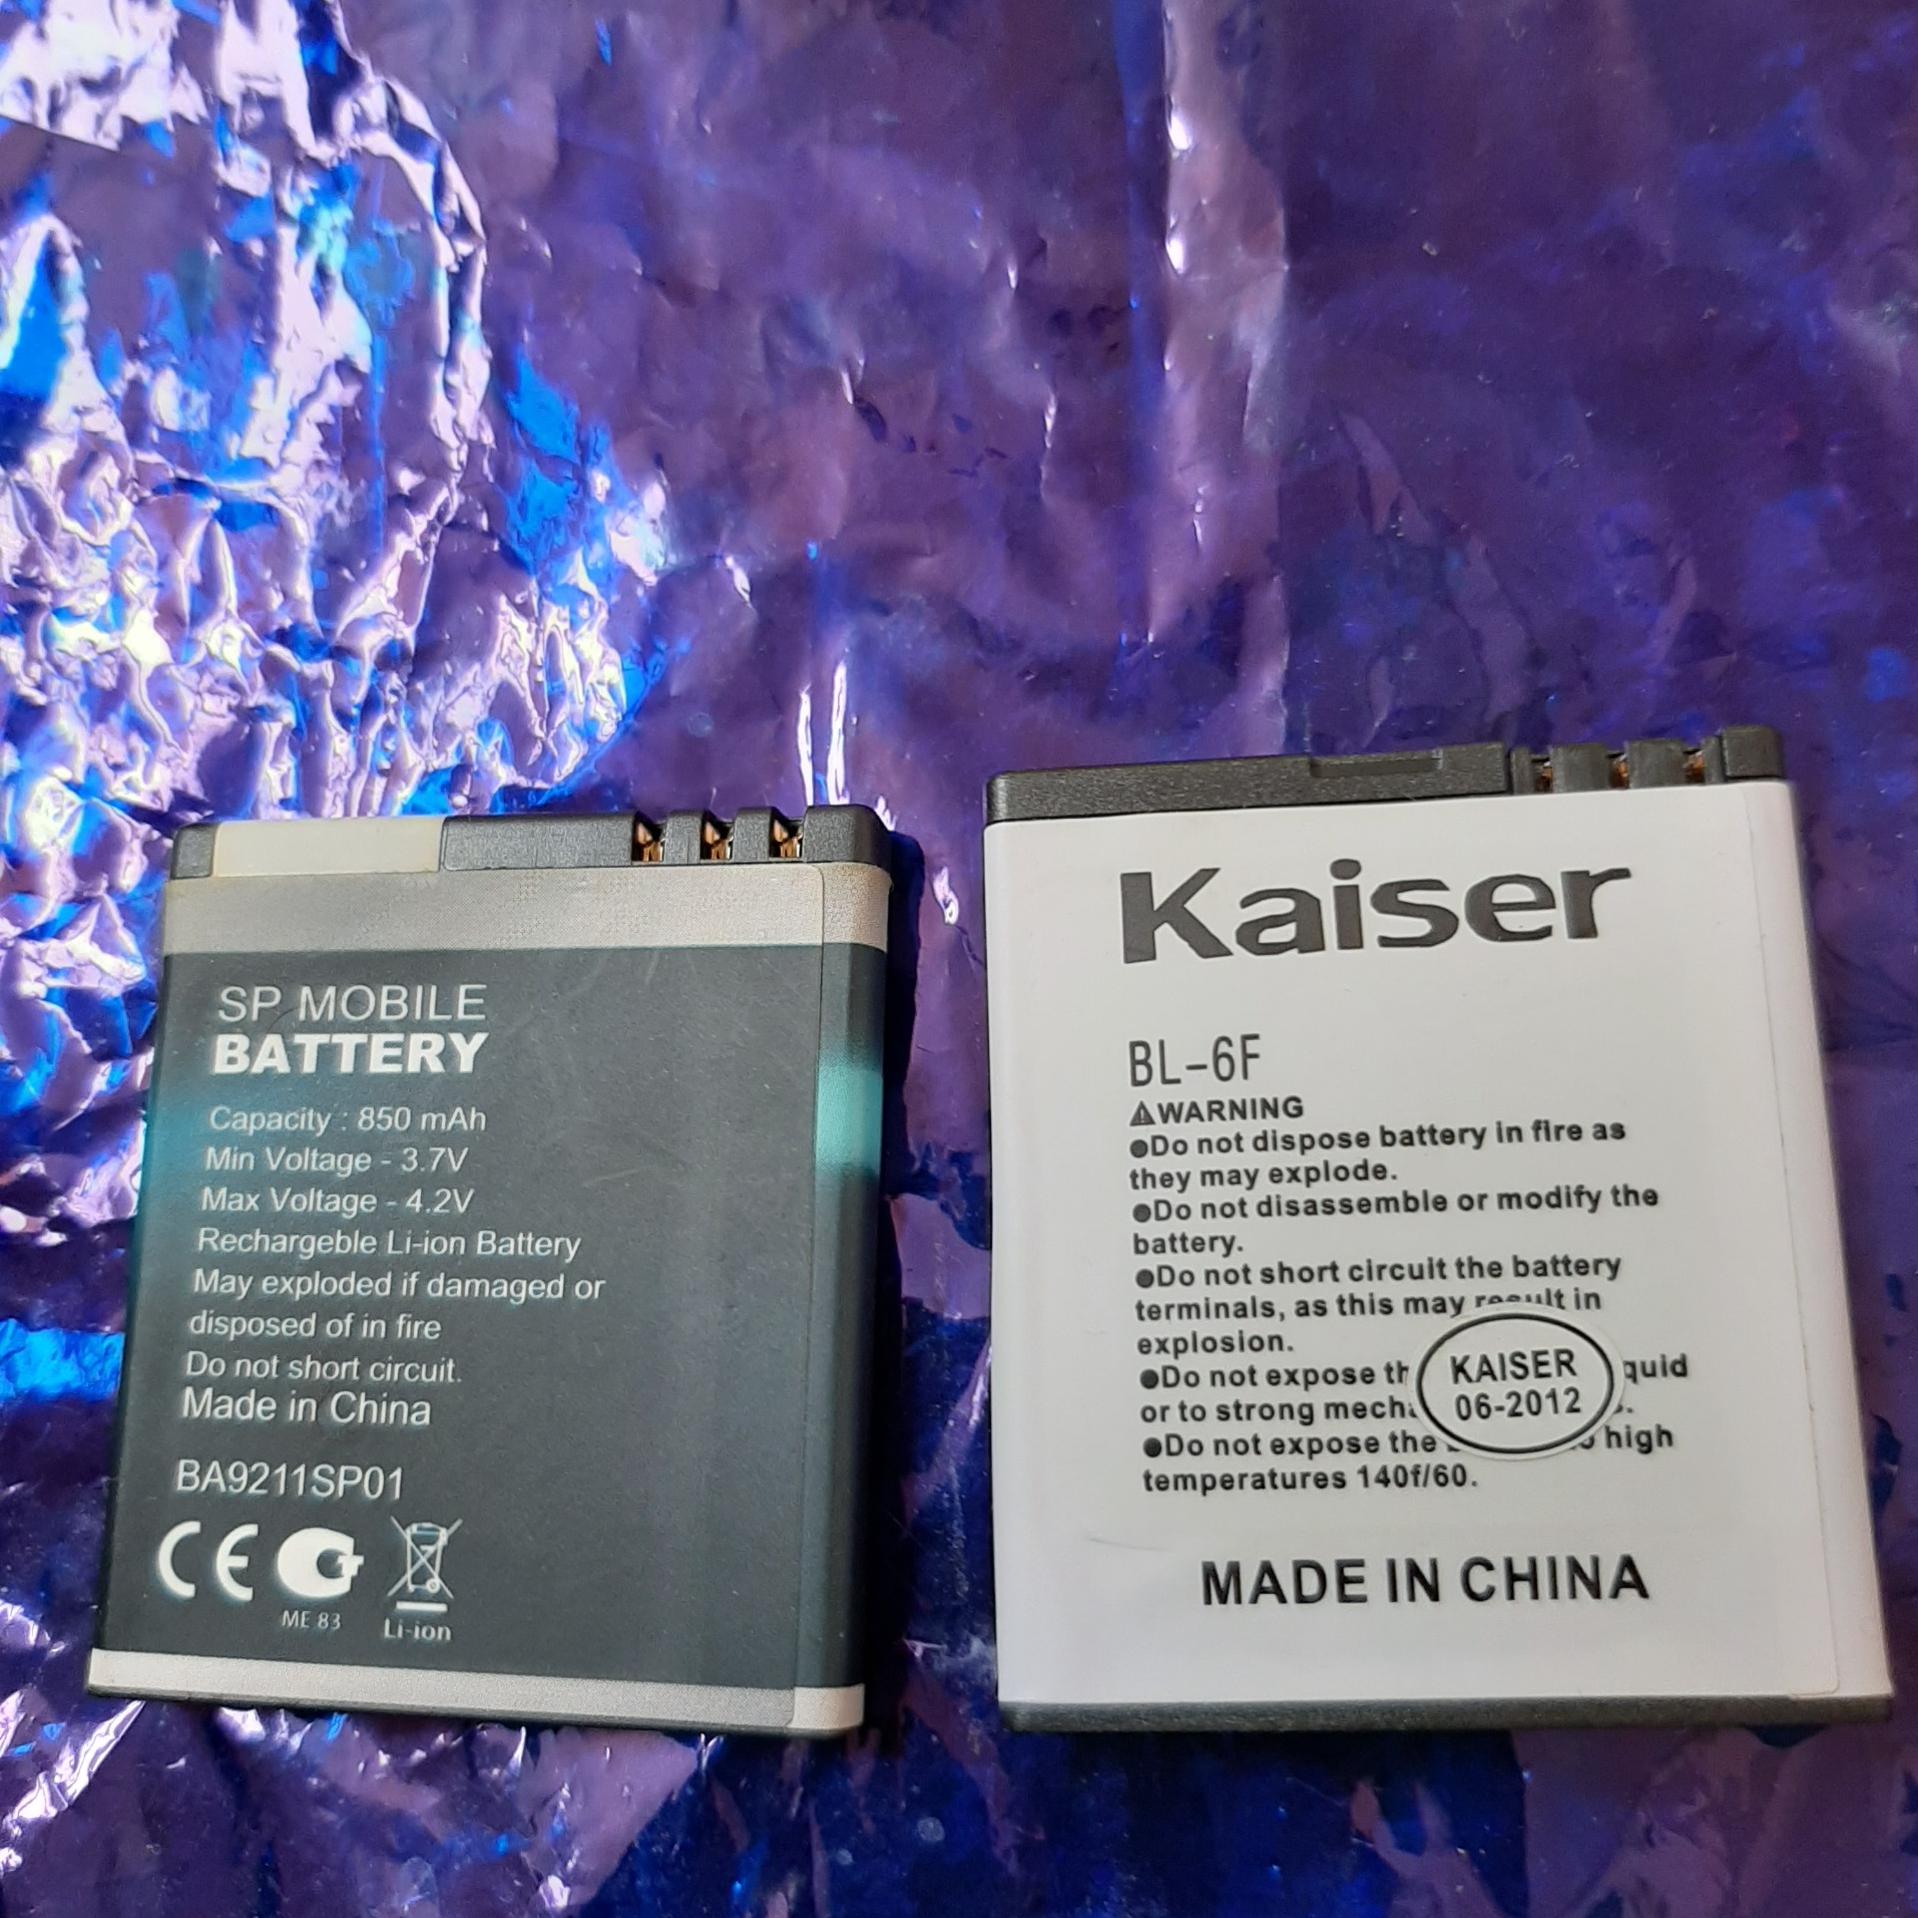 SP MOBILE
BATTERY
Capacity : 850 mAh
Min Voltage - 3.7V
Max Voltage - 4.2V
Rechargeble Li-ion Battery
May exploded if damaged or
disposed of in fire
Do not short circuit.
Made in China
BA9211SP01
CE
ME 83
Li-ion
Kaiser
BL-6F
WARNING
●Do not dispose battery in fire as
they may explode.
●Do not disassemble or modify the
battery.
●Do not short circuit the battery
terminals, as this may result in
explosion.
●Do not expose
or to strong
●Do not expose the high
temperatures 140f/60.
KAISER
06-2012
MADE IN CHINA